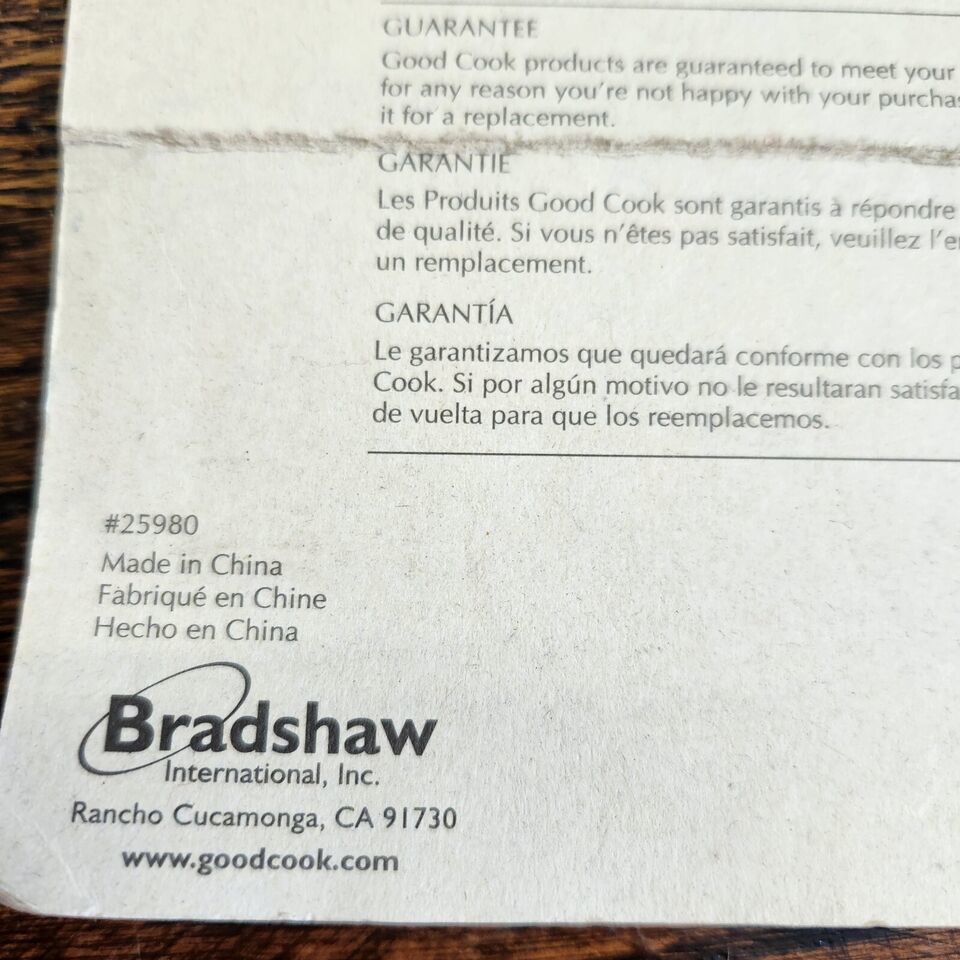 GUARANTEE
Good Cook products are guaranteed to meet your
for any reason you're not happy with your
it for a replacement.
GARANTIE
Les Produits Good Cook sont garantis à répondre
de qualité. Si vous n'êtes pas satisfait, veuillez
un remplacement.
GARANTÍA
Le garantizamos que quedará conforme con los
Cook. Si por algún motivo no le resultaran
de vuelta para que los reemplacemos.
#25980
Made in China
Fabriqué en Chine
Hecho en China
Bradshaw
International, Inc.
Rancho Cucamonga, CA 91730
www.goodcook.com